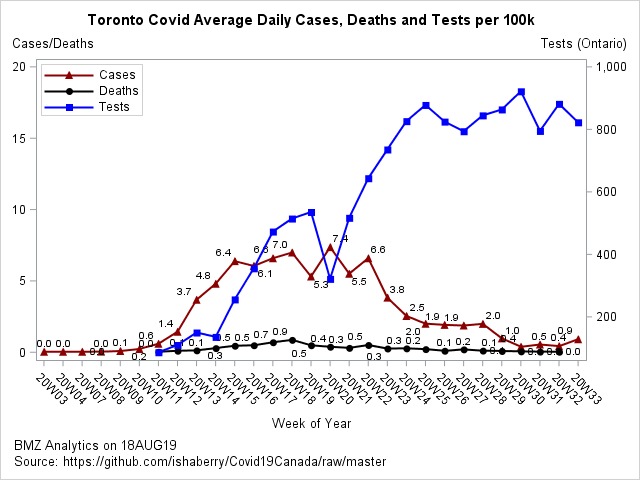 Toronto Covid Average Daily Cases, Deaths and Tests per 100k
Cases/Deaths
Tests (Ontario)
20
15
10
5
0
1,000
800
600
400
200
Cases
Deaths
Tests
0.0 0.0 0.0 0.1 0.6 1.4 3.7 4.8 6.4 6.1 7.0 5.3 7.4 5.5 6.6 3.8 2.5 1.9 1.9 2.0 1.0 0.5 0.4 0.9
0.2 0.0 0.1 0.3 0.5 0.5 0.7 0.9 0.5 0.4 0.3 0.5 0.3 0.3 0.2 2.0 0.4 0.1 0.2 0.1 0.0
20W03 20W04 20W07 20W08 20W09 20W10 20W11 20W12 20W13 20W14 20W15 20W16 20W17 20W18 20W19 20W20 20W21 20W22 20W23 20W24 20W25 20W26 20W27 20W28 20W29 20W30 20W31 20W32 20W33
Week of Year
BMZ Analytics on 18AUG19
Source: https://github.com/ishaberry/Covid19Canada/raw/master